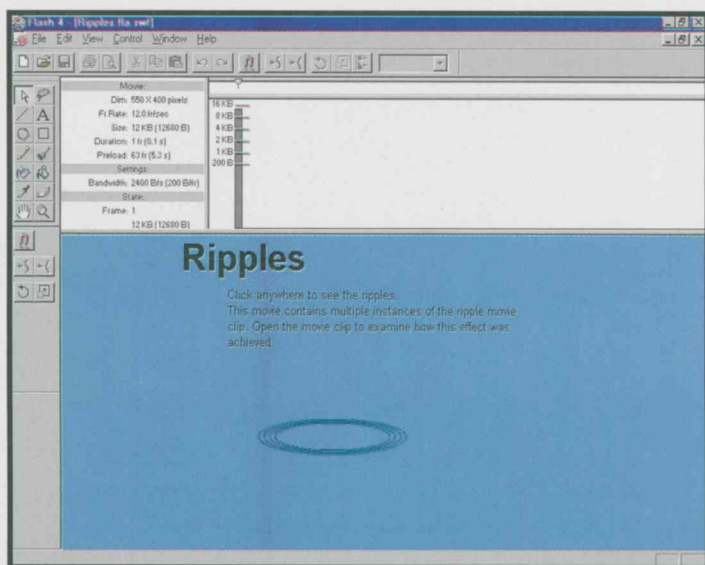 Flash 4 - [Ripples fla.swf]
File Edit View Control Window Help
Movie:
Dim: 550 X 400 pixels
Fr Rate: 12.0 fr/sec
Size: 12 KB (12680 B)
Duration: 1 fr (0.1 s)
Preload: 63 fr (5.3 s)
Settings:
Bandwidth: 2400 B/s (200 B/fr)
State:
Frame: 1
12 KB (12680 B)
16 KB
8 KB
4 KB
2 KB
1 KB
200 B
A
Ripples
Click anywhere to see the ripples.
This movie contains multiple instances of the ripple movie
clip. Open the movie clip to examine how this effect was
achieved.